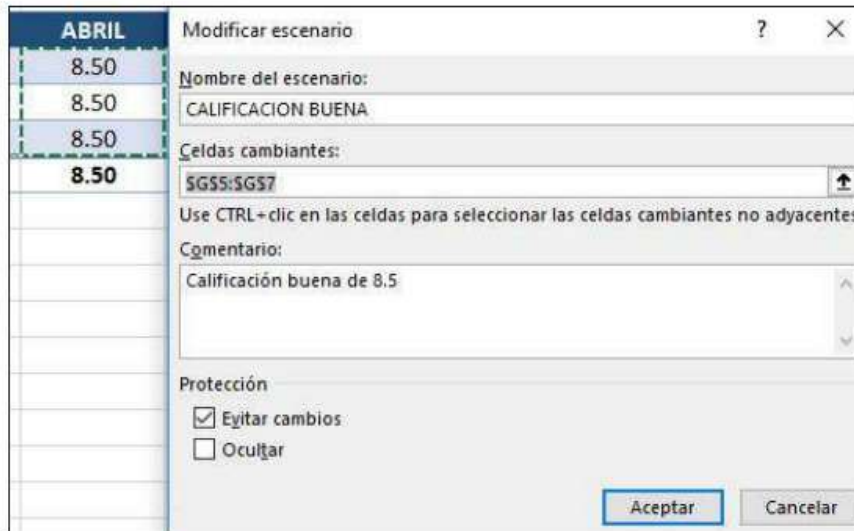 ABRIL
8.50
8.50
8.50
8.50
Modificar escenario
?
Nombre del escenario:
CALIFICACION BUENA
Celdas cambiantes:
$G$5:$G$7
Use CTRL+clic en las celdas para seleccionar las celdas cambiantes no adyacentes
Comentario:
Calificación buena de 8.5
Protección
Evitar cambios
Ocultar
Aceptar
Cancelar